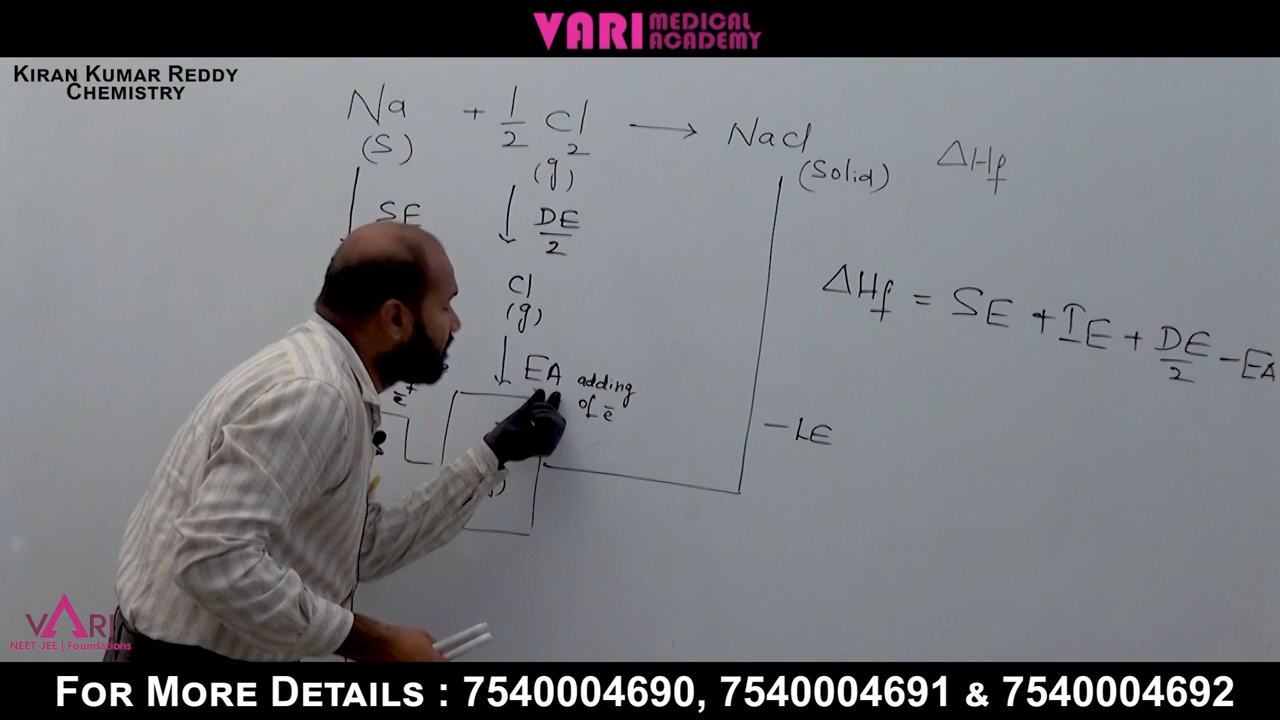 VARI MEDICAL ACADEMY
KIRAN KUMAR REDDY
CHEMISTRY
Na + 1/2 Cl2 → NaCl ΔHf
(S) (g) (Solid)
SE DE/2
Cl
(g)
ΔHf = SE + IE + DE/2 - EA
EA adding of e̅
- LE
VARI
NEET-JEE | Foundations
FOR MORE DETAILS : 7540004690, 7540004691 & 7540004692